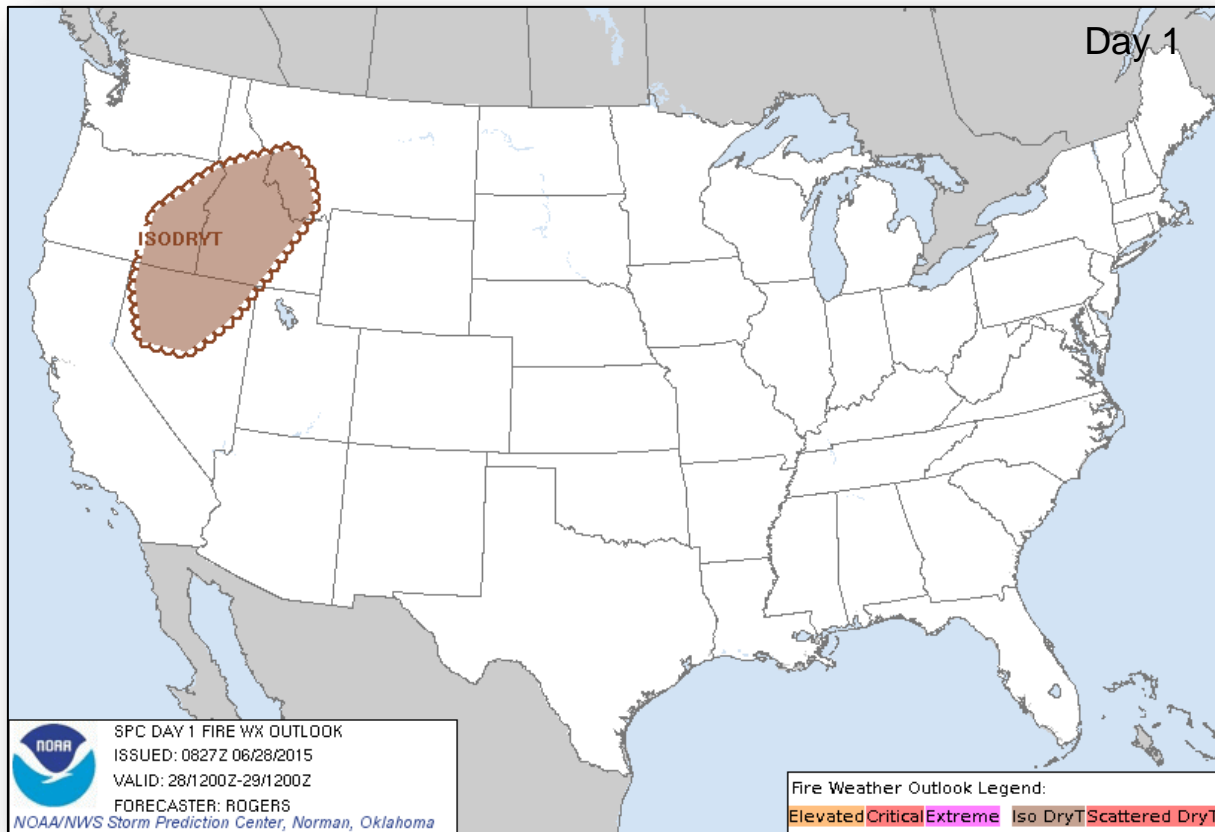 Day 1
ISODRYT
NOAA
SPC DAY 1 FIRE WX OUTLOOK
ISSUED: 0827Z 06/28/2015
VALID: 28/1200Z-29/1200Z
FORECASTER: ROGERS
NOAA/NWS Storm Prediction Center, Norman, Oklahoma
Fire Weather Outlook Legend:
Elevated Critical Extreme Iso DryT Scattered DryT